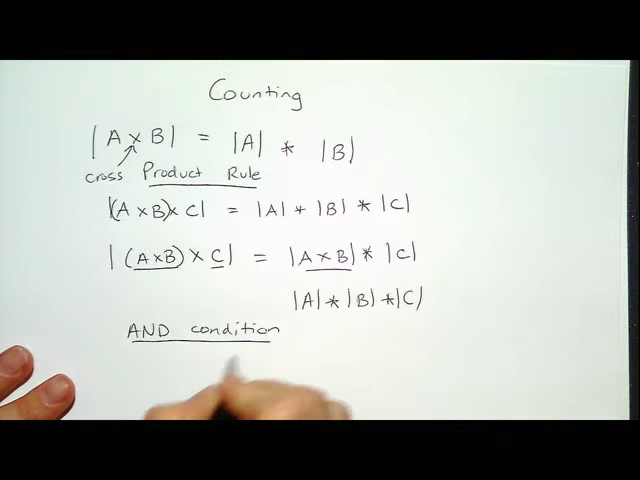 Counting
|A × B| = |A| * |B|
cross Product Rule
|(A × B) × C| = |A| * |B| * |C|
|(A × B) × C| = |A × B| * |C|
|A| * |B| * |C|
AND condition